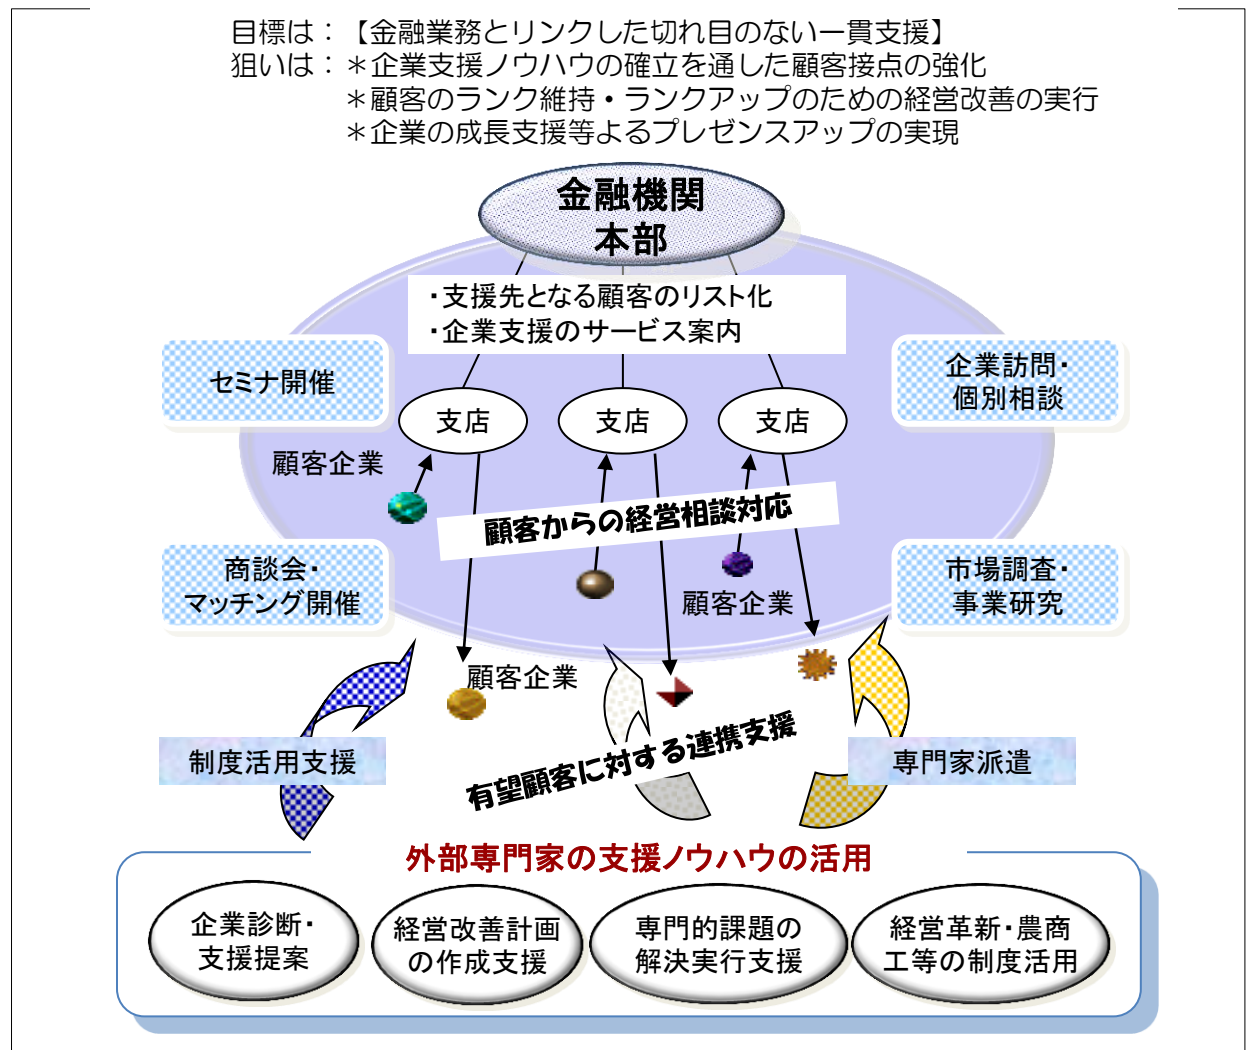 目標は：【金融業務とリンクした切れ目のない一貫支援】
狙いは：＊企業支援ノウハウの確立を通した顧客接点の強化
＊顧客のランク維持・ランクアップのための経営改善の実行
＊企業の成長支援等よるプレゼンスアップの実現
金融機関
本部
・支援先となる顧客のリスト化
・企業支援のサービス案内
セミナ開催
企業訪問・
個別相談
支店
支店
支店
顧客企業
顧客からの経営相談対応
商談会・
マッチング開催
市場調査・
事業研究
顧客企業
顧客企業
制度活用支援
有望顧客に対する連携支援
専門家派遣
外部専門家の支援ノウハウの活用
企業診断・
支援提案
経営改善計画
の作成支援
専門的課題の
解決実行支援
経営革新・農商
工等の制度活用